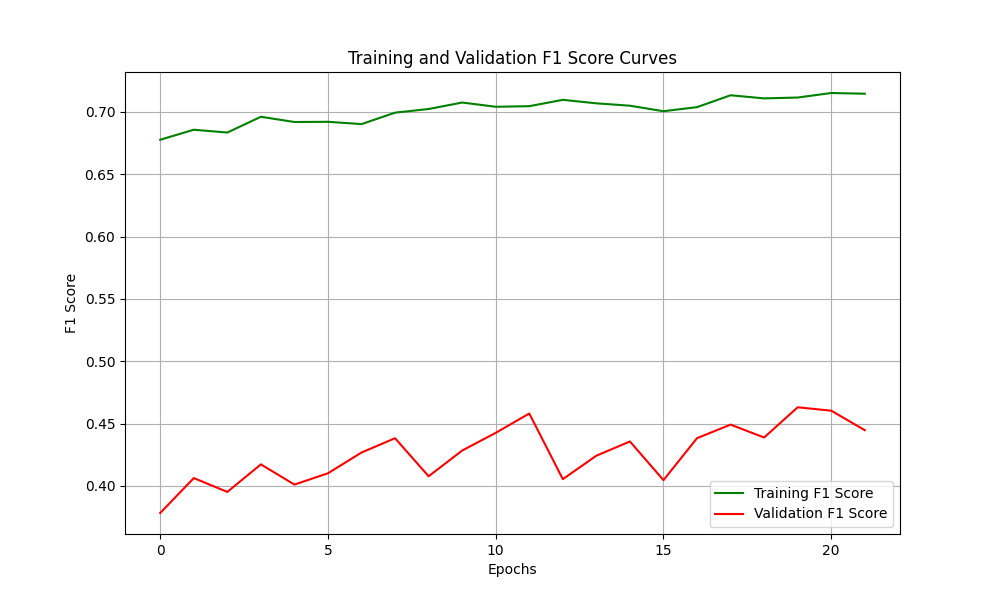 Training and Validation F1 Score Curves
F1 Score
0.70
0.65
0.60
0.55
0.50
0.45
0.40
0
5
10
15
20
Epochs
Training F1 Score
Validation F1 Score